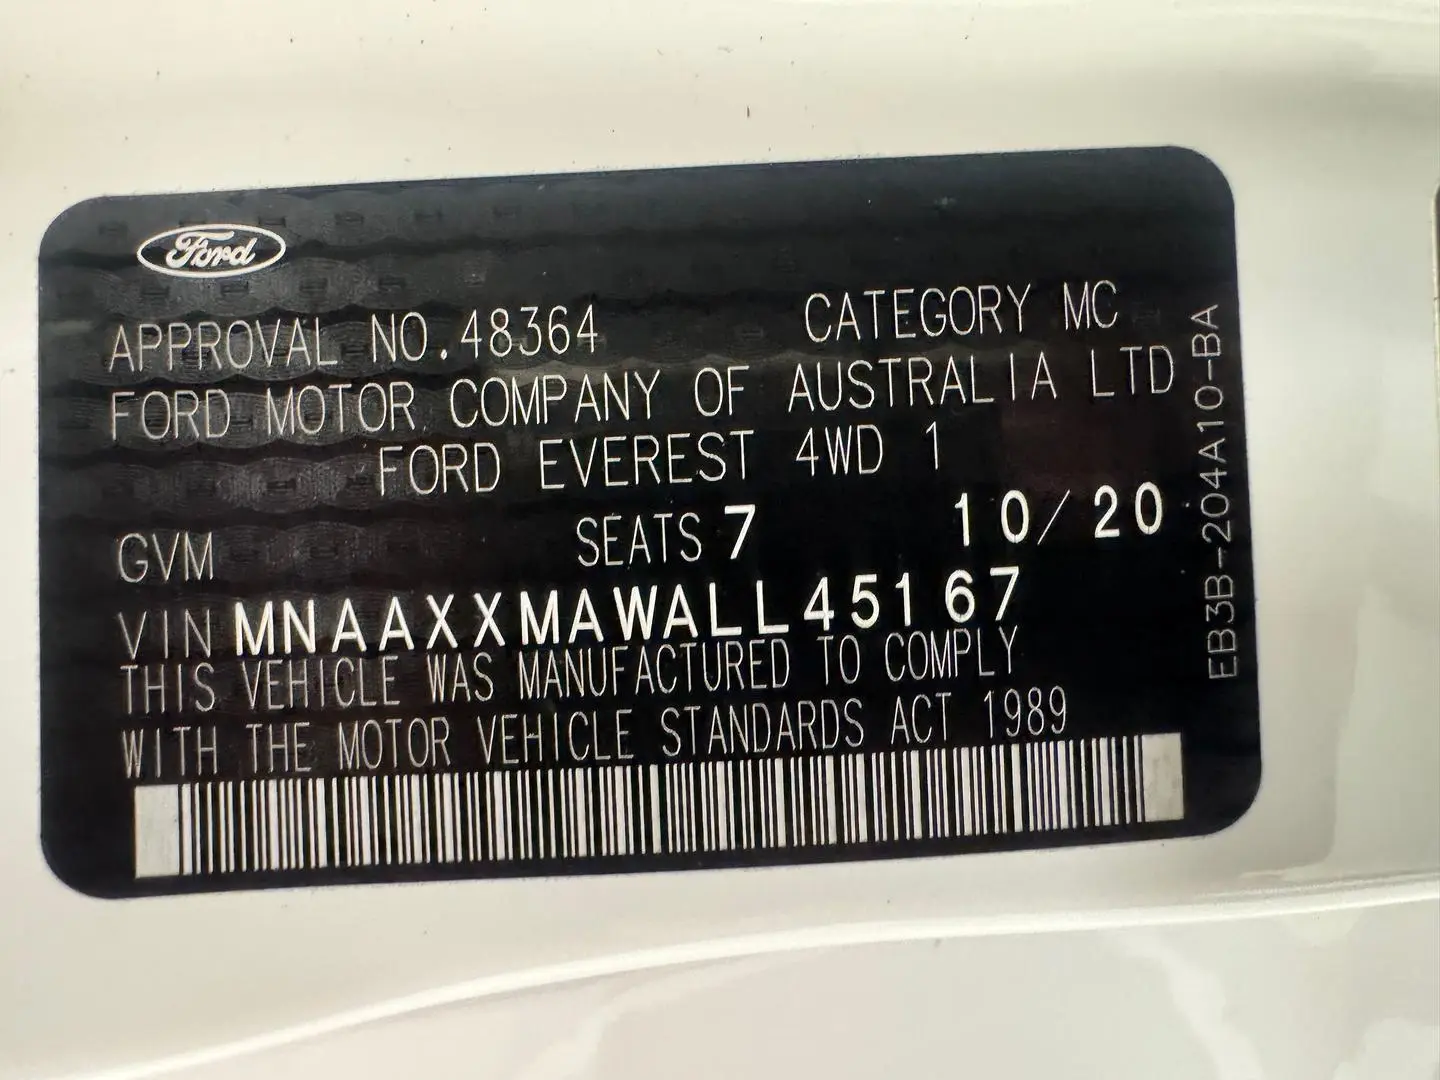 Ford
APPROVAL NO.48364 CATEGORY MC
FORD MOTOR COMPANY OF AUSTRALIA LTD
FORD EVEREST 4WD 1
GVM SEATS 7 10/20
VIN MNAAXXMAWALL45167
THIS VEHICLE WAS MANUFACTURED TO COMPLY
WITH THE MOTOR VEHICLE STANDARDS ACT 1989
EB3B-204A10-BA